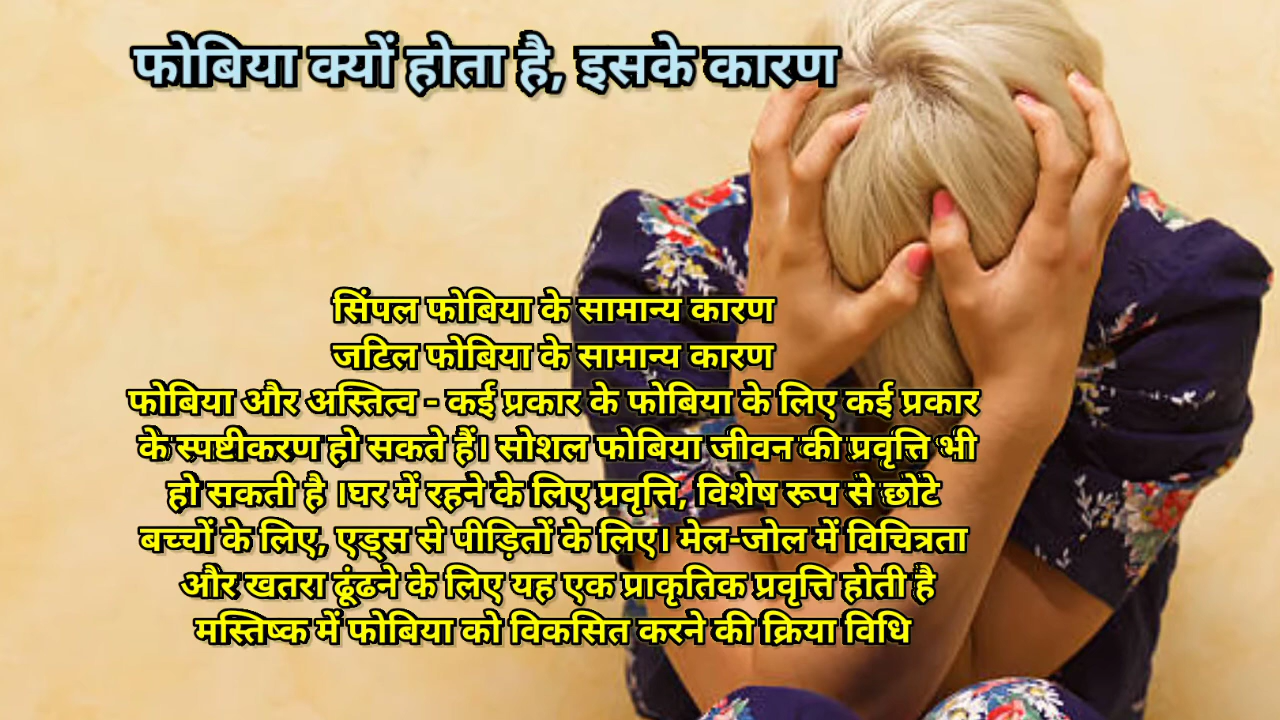 फोबिया क्यों होता है, इसके कारण
सिंपल फोबिया के सामान्य कारण
जटिल फोबिया के सामान्य कारण
फोबिया और अस्तित्व - कई प्रकार के फोबिया के लिए कई प्रकार
के स्पष्टीकरण हो सकते हैं। सोशल फोबिया जीवन की प्रवृत्ति भी
हो सकती है ।घर में रहने के लिए प्रवृत्ति, विशेष रूप से छोटे
बच्चों के लिए, एड्स से पीड़ितों के लिए। मेल-जोल में विचित्रता
और खतरा ढूंढने के लिए यह एक प्राकृतिक प्रवृत्ति होती है
मस्तिष्क में फोबिया को विकसित करने की क्रिया विधि